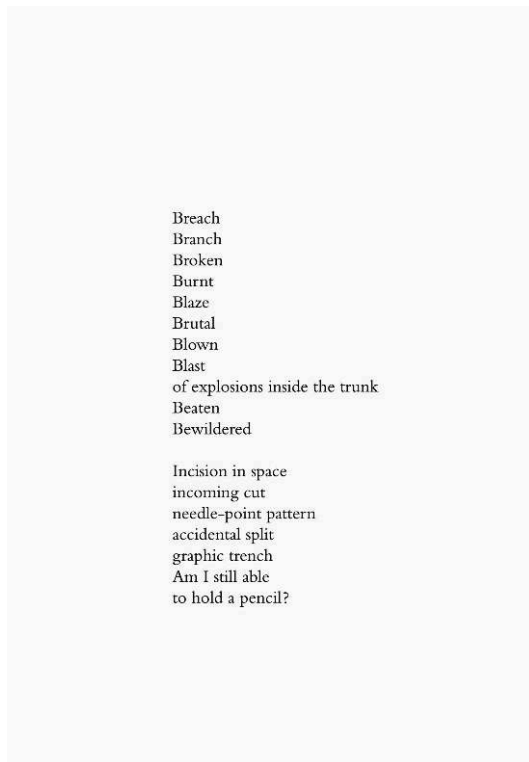 Breach
Branch
Broken
Burnt
Blaze
Brutal
Blown
Blast
of explosions inside the trunk
Beaten
Bewildered

Incision in space
incoming cut
needle-point pattern
accidental split
graphic trench
Am I still able
to hold a pencil?